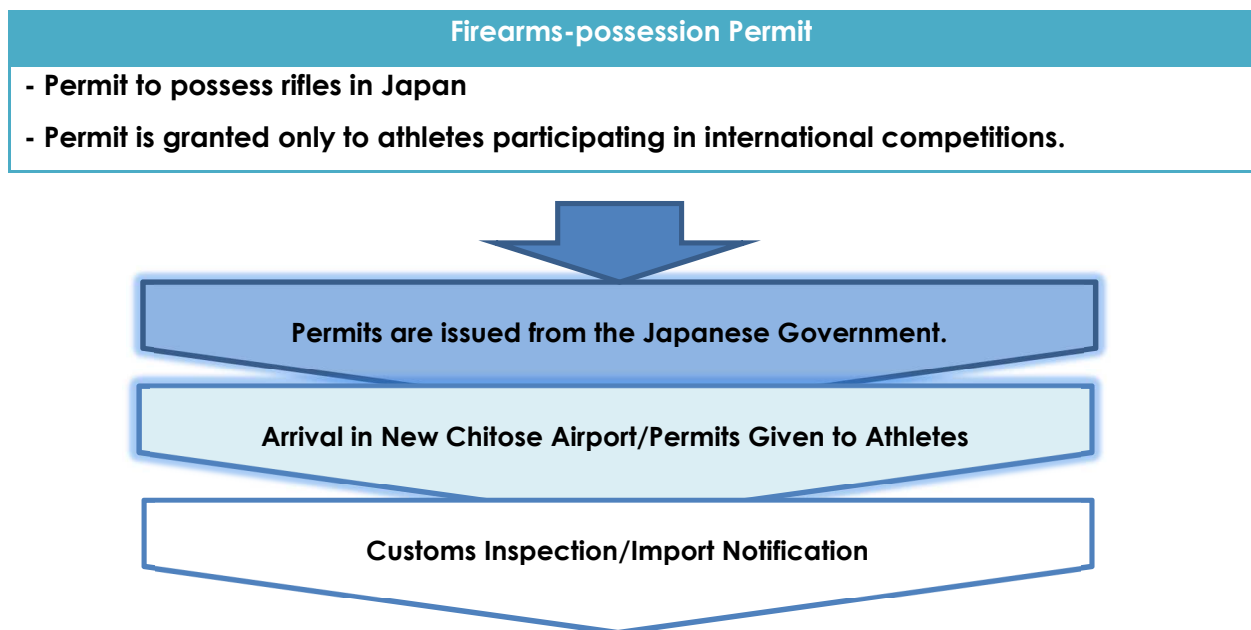 Firearms-possession Permit
- Permit to possess rifles in Japan
- Permit is granted only to athletes participating in international competitions.
Permits are issued from the Japanese Government.
Arrival in New Chitose Airport/Permits Given to Athletes
Customs Inspection/Import Notification